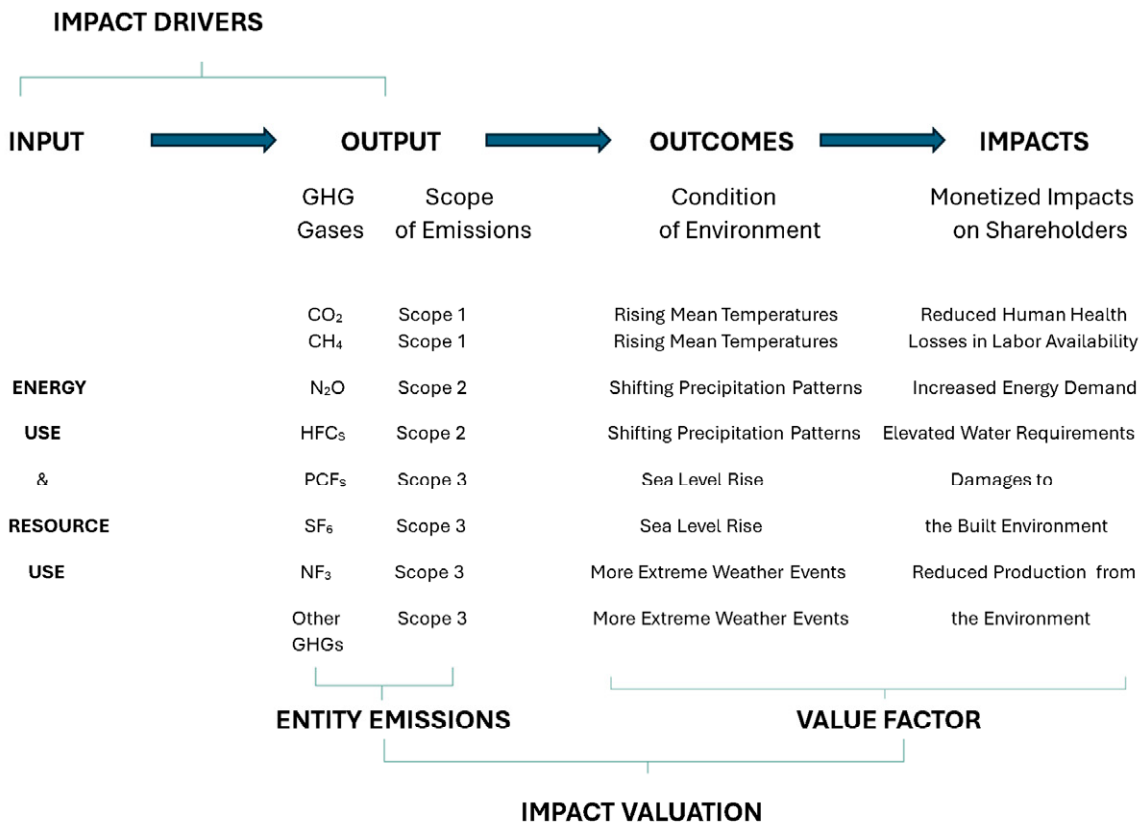 IMPACT DRIVERS
INPUT OUTPUT OUTCOMES IMPACTS
GHG Scope Condition Monetized Impacts
Gases of Emissions of Environment on Shareholders
CO₂ Scope 1 Rising Mean Temperatures Reduced Human Health
CH₄ Scope 1 Rising Mean Temperatures Losses in Labor Availability
ENERGY N₂O Scope 2 Shifting Precipitation Patterns Increased Energy Demand
USE HFCₛ Scope 2 Shifting Precipitation Patterns Elevated Water Requirements
& PCFₛ Scope 3 Sea Level Rise Damages to
RESOURCE SF₆ Scope 3 Sea Level Rise the Built Environment
USE NF₃ Scope 3 More Extreme Weather Events Reduced Production from
Other Scope 3 More Extreme Weather Events the Environment
GHGs
ENTITY EMISSIONS VALUE FACTOR
IMPACT VALUATION